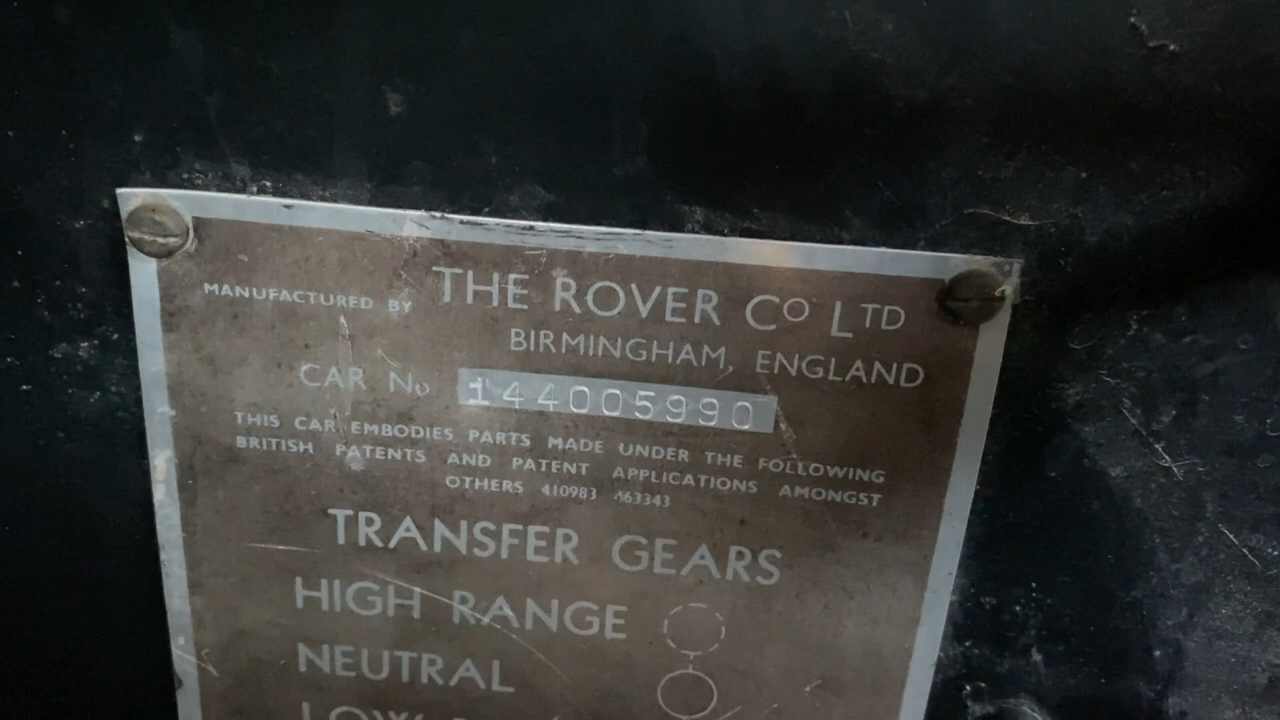 MANUFACTURED BY THE ROVER Co LTD
BIRMINGHAM, ENGLAND
CAR No 144005990
THIS CAR EMBODIES PARTS MADE UNDER THE FOLLOWING
BRITISH PATENTS AND PATENT APPLICATIONS AMONGST
OTHERS 410983 463343
TRANSFER GEARS
HIGH RANGE
NEUTRAL
LOW